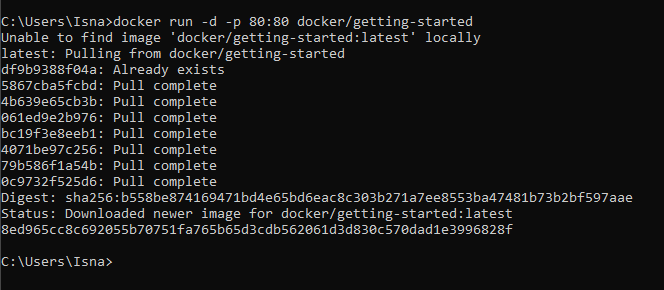 C:\Users\Isna>docker run -d -p 80:80 docker/getting-started
Unable to find image 'docker/getting-started:latest' locally
latest: Pulling from docker/getting-started
df9b9388f04a: Already exists
5867cba5fcbd: Pull complete
4b639e65cb3b: Pull complete
061ed9e2b976: Pull complete
bc19f3e8eeb1: Pull complete
4071be97c256: Pull complete
79b586f1a54b: Pull complete
0c9732f525d6: Pull complete
Digest: sha256:b558be874169471bd4e65bd6eac8c303b271a7ee8553ba47481b73b2bf597aae
Status: Downloaded newer image for docker/getting-started:latest
8ed965cc8c692055b70751fa765b65d3cdb562061d3d830c570dad1e3996828f
C:\Users\Isna>